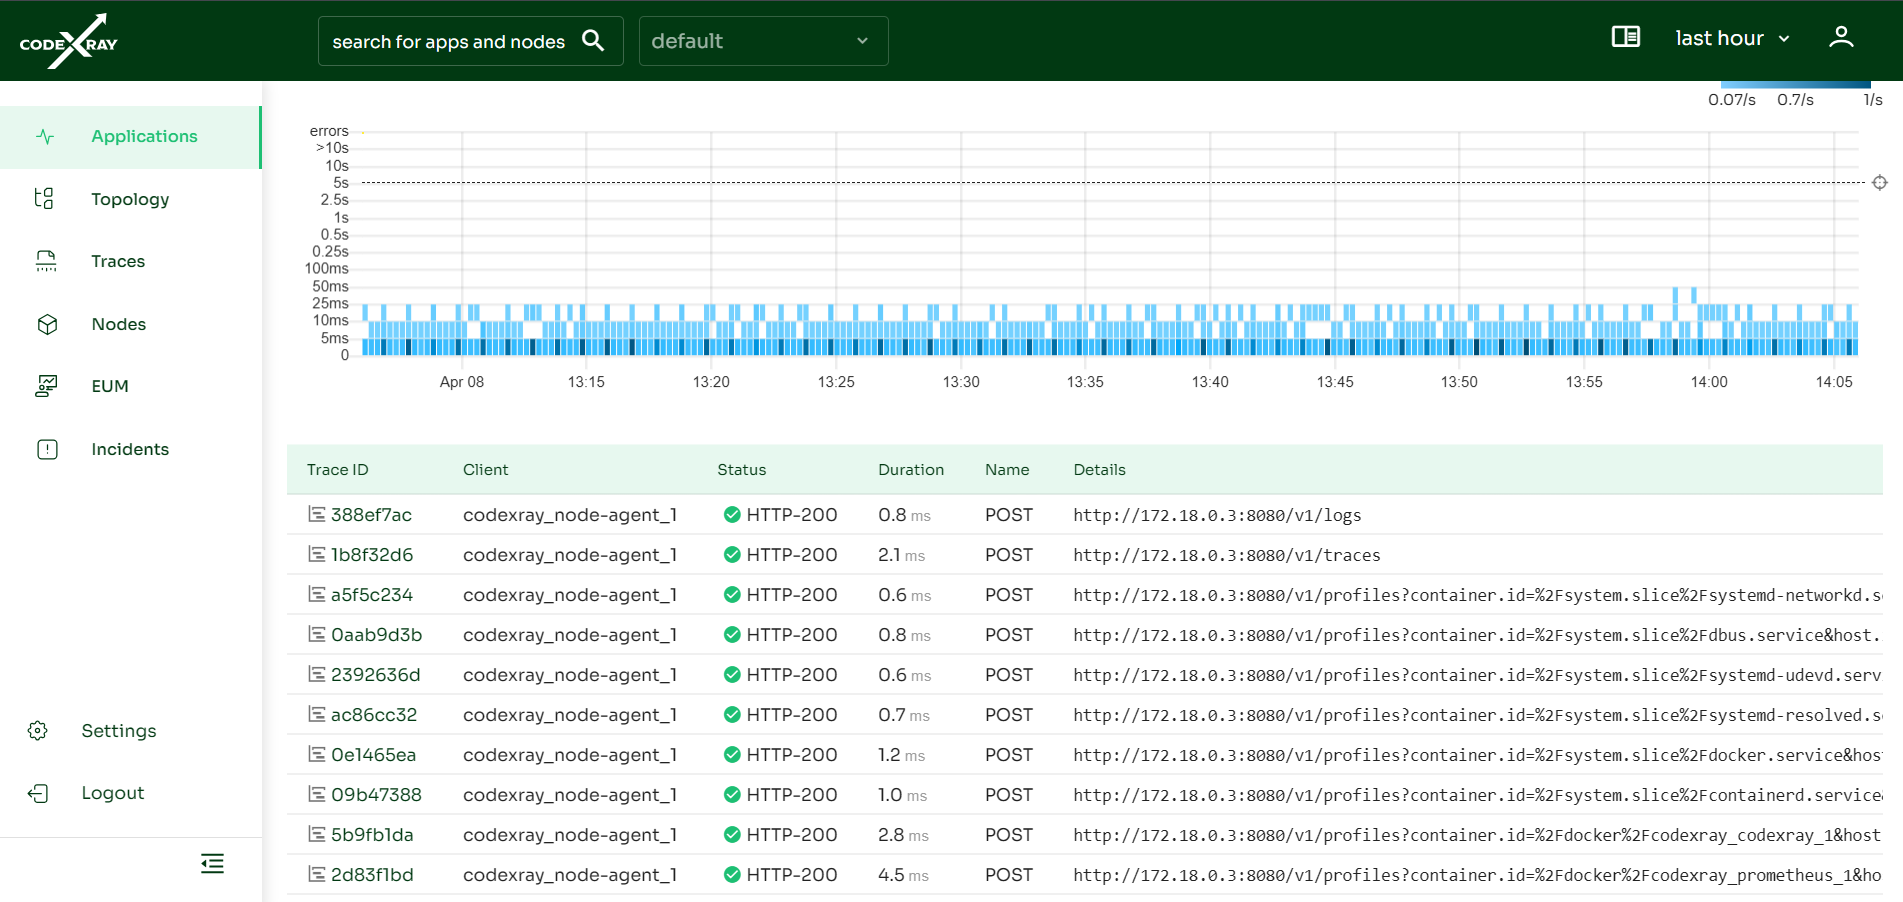 CODEXRAY
search for apps and nodes
default
last hour
0.07/s 0.7/s 1/s
Applications
Topology
Traces
Nodes
EUM
Incidents
Settings
Logout
errors
>10s
10s
5s
2.5s
1s
0.5s
0.25s
100ms
50ms
25ms
10ms
5ms
0
Apr 08 13:15 13:20 13:25 13:30 13:35 13:40 13:45 13:50 13:55 14:00 14:05
Trace ID Client Status Duration Name Details
388ef7ac codexray_node-agent_1 HTTP-200 0.8 ms POST http://172.18.0.3:8080/v1/logs
1b8f32d6 codexray_node-agent_1 HTTP-200 2.1 ms POST http://172.18.0.3:8080/v1/traces
a5f5c234 codexray_node-agent_1 HTTP-200 0.6 ms POST http://172.18.0.3:8080/v1/profiles?container.id=%2Fsystem.slice%2Fsystemd-networkd.s
0aab9d3b codexray_node-agent_1 HTTP-200 0.8 ms POST http://172.18.0.3:8080/v1/profiles?container.id=%2Fsystem.slice%2Fdbus.service&host.
2392636d codexray_node-agent_1 HTTP-200 0.6 ms POST http://172.18.0.3:8080/v1/profiles?container.id=%2Fsystem.slice%2Fsystemd-udevd.serv
ac86cc32 codexray_node-agent_1 HTTP-200 0.7 ms POST http://172.18.0.3:8080/v1/profiles?container.id=%2Fsystem.slice%2Fsystemd-resolved.s
0e1465ea codexray_node-agent_1 HTTP-200 1.2 ms POST http://172.18.0.3:8080/v1/profiles?container.id=%2Fsystem.slice%2Fdocker.service&hos
09b47388 codexray_node-agent_1 HTTP-200 1.0 ms POST http://172.18.0.3:8080/v1/profiles?container.id=%2Fsystem.slice%2Fcontainerd.service&
5b9fb1da codexray_node-agent_1 HTTP-200 2.8 ms POST http://172.18.0.3:8080/v1/profiles?container.id=%2Fdocker%2Fcodexray_codexray_1&host
2d83f1bd codexray_node-agent_1 HTTP-200 4.5 ms POST http://172.18.0.3:8080/v1/profiles?container.id=%2Fdocker%2Fcodexray_prometheus_1&ho